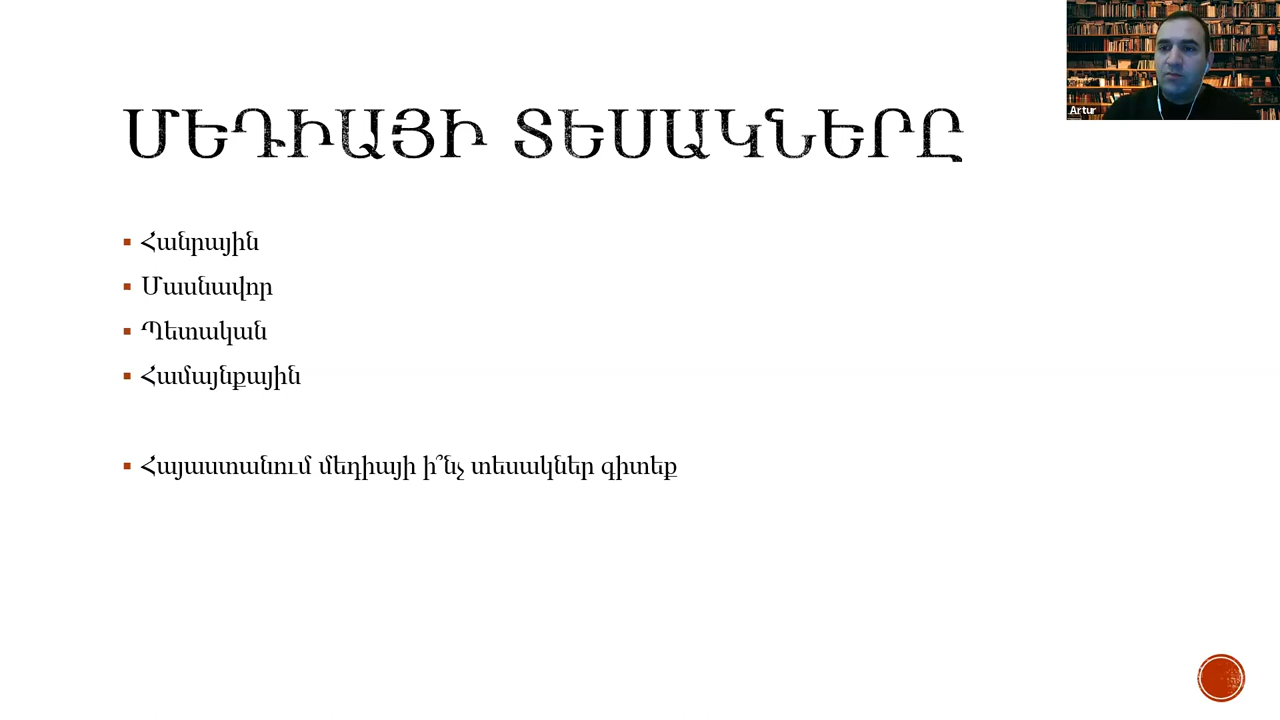 ՄԵԴԻԱՅԻ ՏԵՍԱԿՆԵՐԸ
Հանրային
Մասնավոր
Պետական
Համայնքային
Հայաստանում մեդիայի ի՞նչ տեսակներ գիտեք
Artur